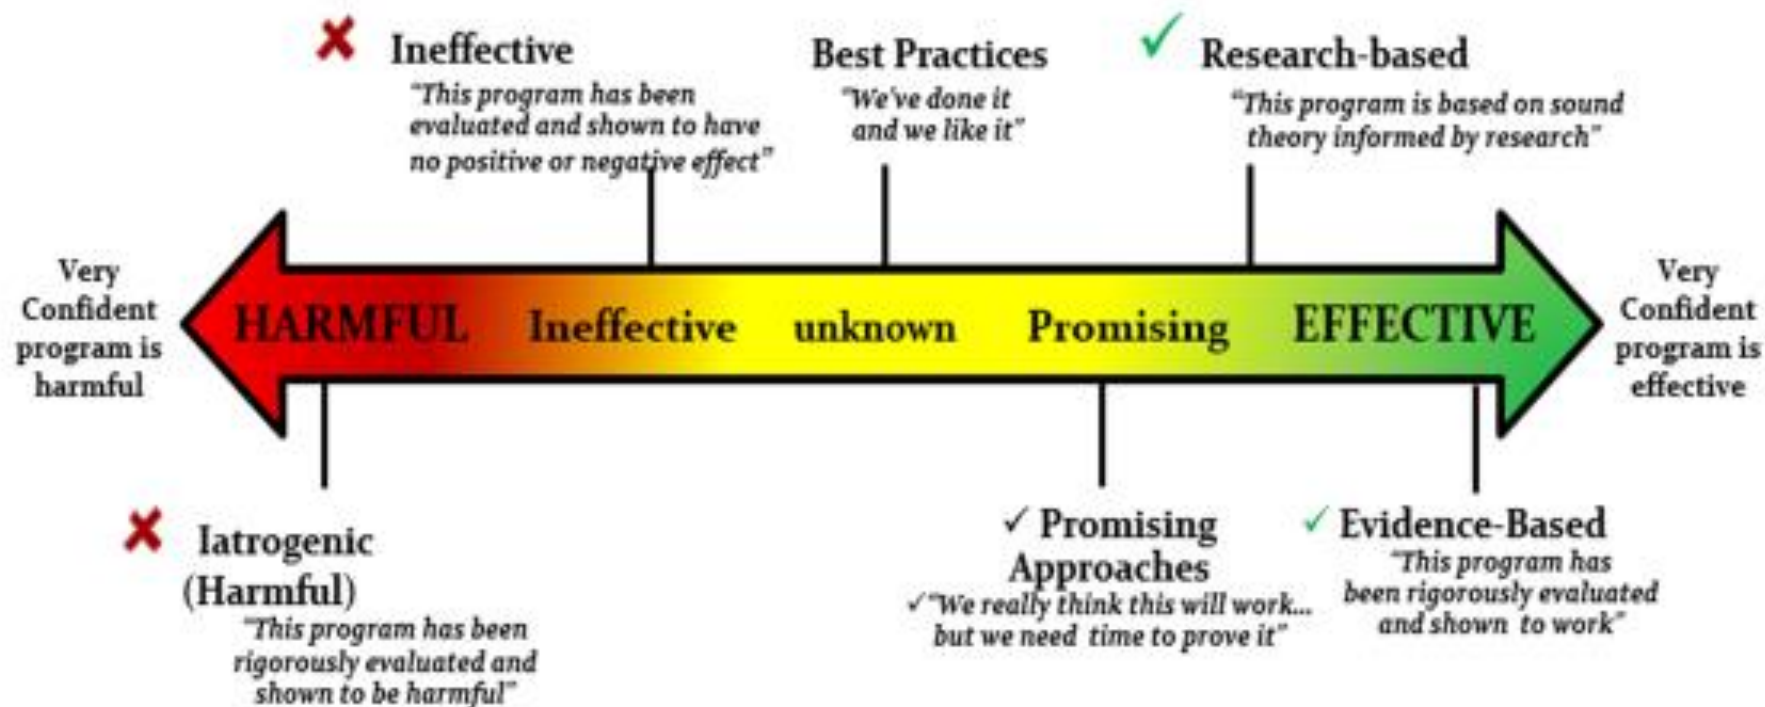 Ineffective
"This program has been
evaluated and shown to have
no positive or negative effect"
Best Practices
"We've done it
and we like it"
✓ Research-based
"This program is based on sound
theory informed by research"
Very
Confident
program is
harmful
HARMFUL Ineffective unknown Promising EFFECTIVE
Very
Confident
program is
effective
Iatrogenic
(Harmful)
"This program has been
rigorously evaluated and
shown to be harmful"
✓ Promising
Approaches
✓"We really think this will work...
but we need time to prove it"
✓ Evidence-Based
"This program has
been rigorously evaluated
and shown to work"